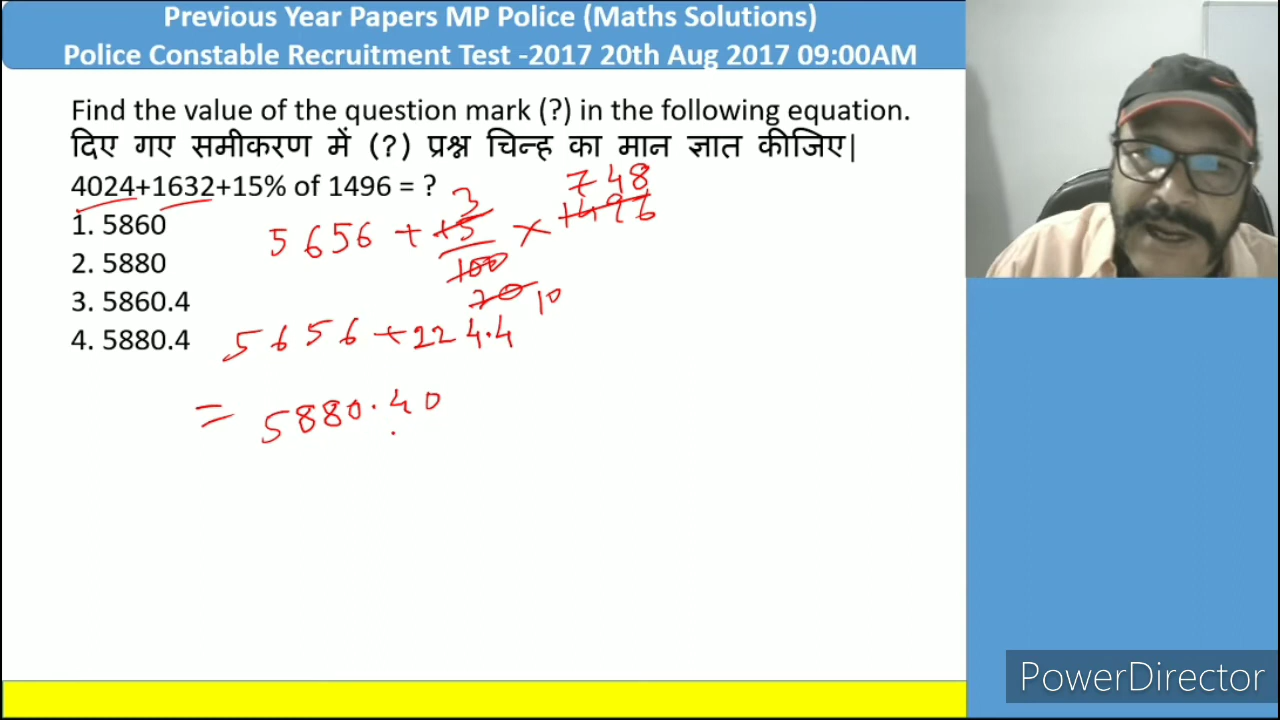 Previous Year Papers MP Police (Maths Solutions)
Police Constable Recruitment Test -2017 20th Aug 2017 09:00AM
Find the value of the question mark (?) in the following equation.
दिए गए समीकरण में (?) प्रश्न चिन्ह का मान ज्ञात कीजिए|
4024+1632+15% of 1496 = ?
1. 5860
2. 5880
3. 5860.4
4. 5880.4
3 748
5656 + 15 × 1496
100
20 10
5656 + 224.4
= 5880.40
PowerDirector